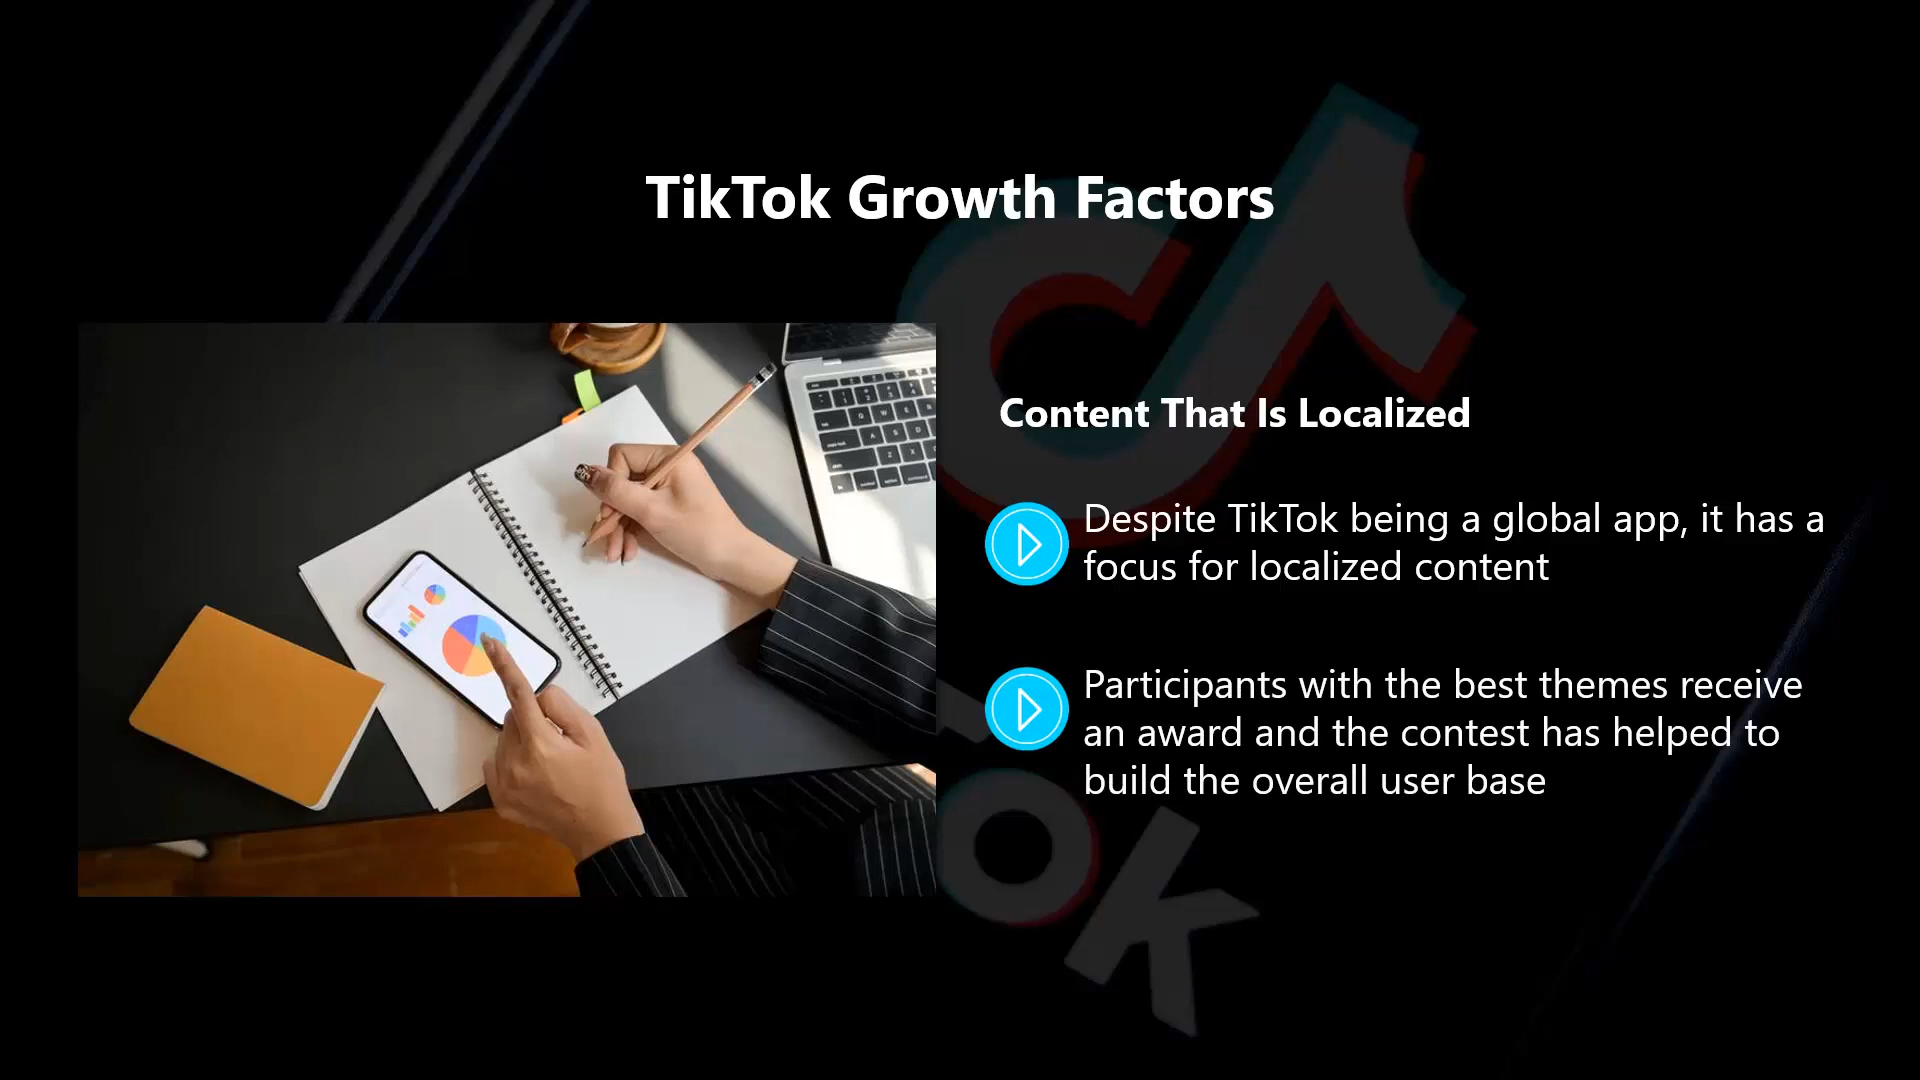 TikTok Growth Factors
Content That Is Localized
Despite TikTok being a global app, it has a
focus for localized content
Participants with the best themes receive
an award and the contest has helped to
build the overall user base